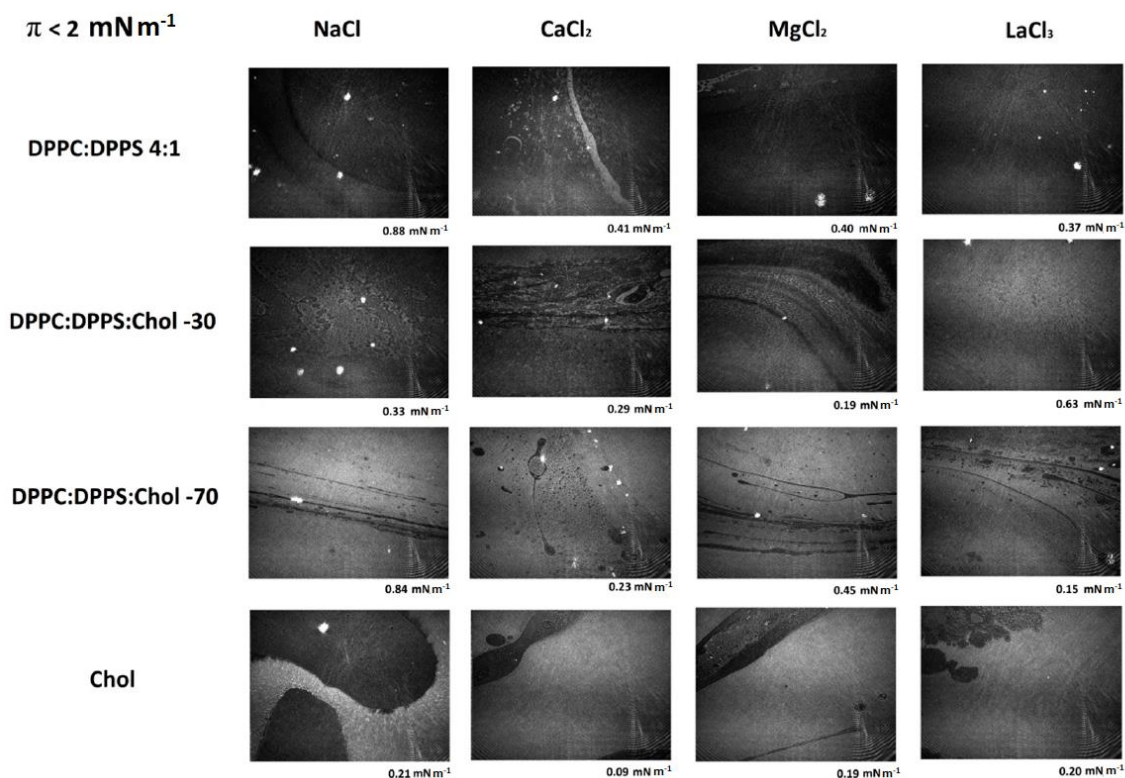 π < 2 mN m⁻¹
NaCl CaCl₂ MgCl₂ LaCl₃
DPPC:DPPS 4:1
0.88 mN m⁻¹ 0.41 mN m⁻¹ 0.40 mN m⁻¹ 0.37 mN m⁻¹
DPPC:DPPS:Chol -30
0.33 mN m⁻¹ 0.29 mN m⁻¹ 0.19 mN m⁻¹ 0.63 mN m⁻¹
DPPC:DPPS:Chol -70
0.84 mN m⁻¹ 0.23 mN m⁻¹ 0.45 mN m⁻¹ 0.15 mN m⁻¹
Chol
0.21 mN m⁻¹ 0.09 mN m⁻¹ 0.19 mN m⁻¹ 0.20 mN m⁻¹